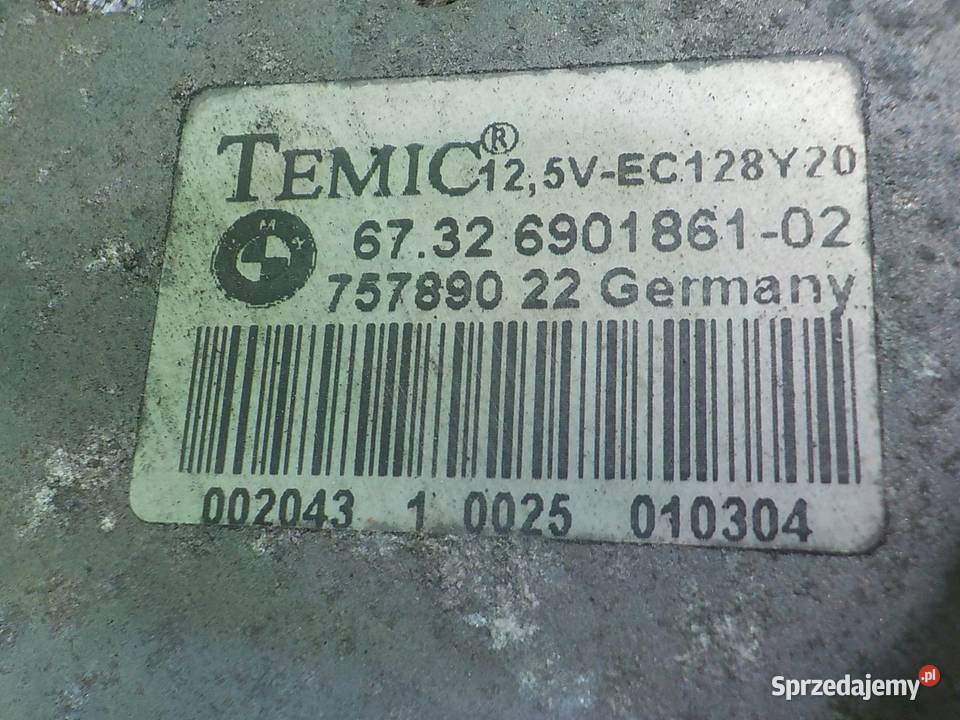 TEMIC® 12,5V-EC128Y20
67.32 6901861-02
757890 22 Germany
002043 1 0025 010304
Sprzedajemy.pl